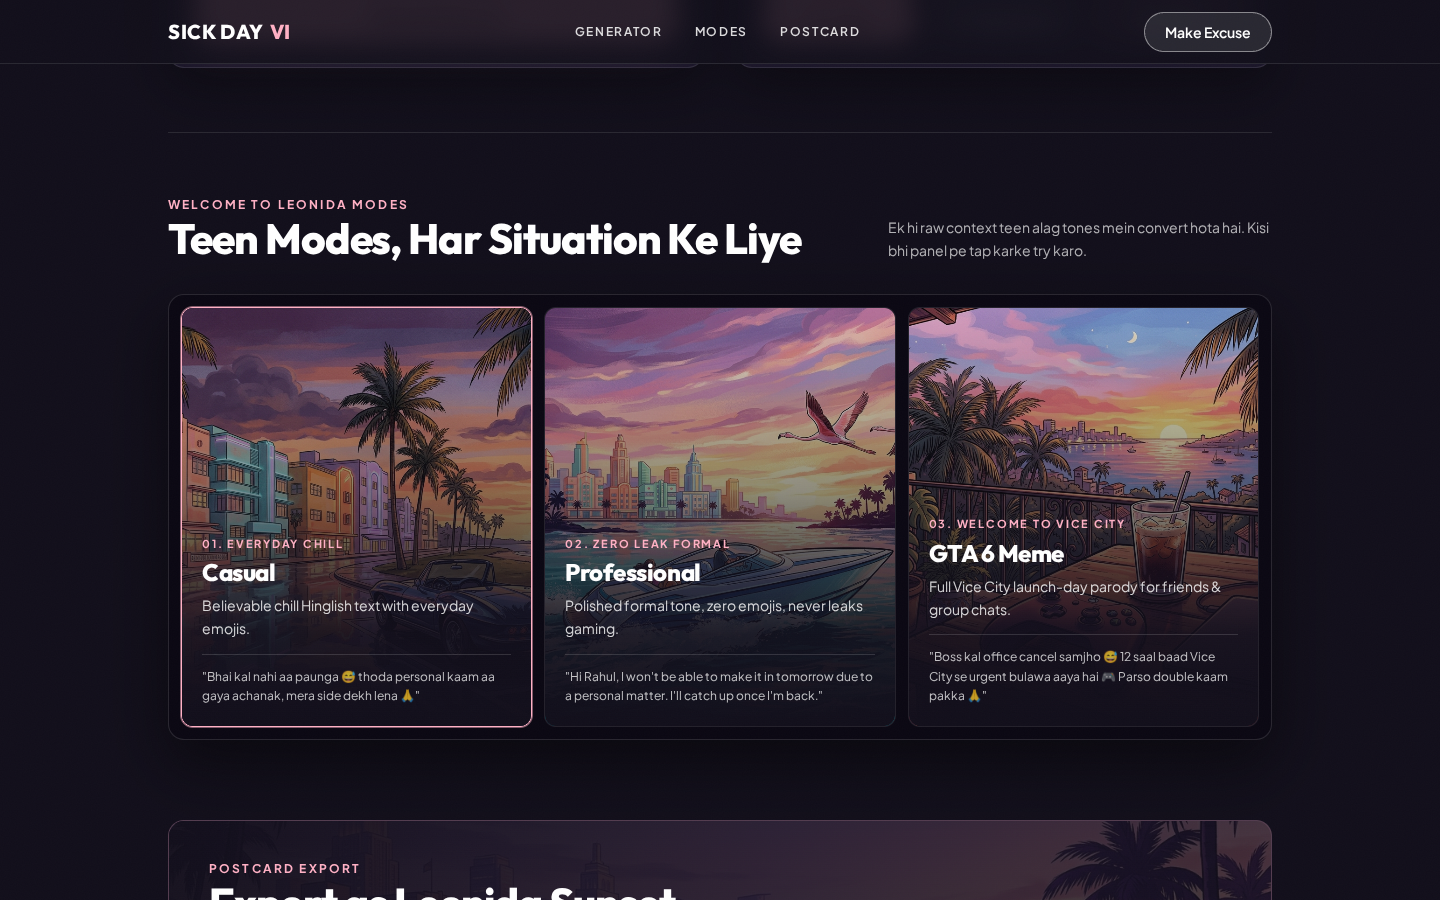 SICK DAY VI
GENERATOR
MODES
POSTCARD
Make Excuse
WELCOME TO LEONIDA MODES
Teen Modes, Har Situation Ke Liye
Ek hi raw context teen alag tones mein convert hota hai. Kisi
bhi panel pe tap karke try karo.
01. EVERYDAY CHILL
Casual
Believable chill Hinglish text with everyday
emojis.
"Bhai kal nahi aa paunga 😅 thoda personal kaam aa
gaya achanak, mera side dekh lena 🙏"
02. ZERO LEAK FORMAL
Professional
Polished formal tone, zero emojis, never leaks
gaming.
"Hi Rahul, I won't be able to make it in tomorrow due to
a personal matter. I'll catch up once I'm back."
03. WELCOME TO VICE CITY
GTA 6 Meme
Full Vice City launch-day parody for friends &
group chats.
"Boss kal office cancel samjho 😅 12 saal baad Vice
City se urgent bulawa aaya hai 🎮 Parso double kaam
pakka 🙏"
POSTCARD EXPORT
Export as Leonida Sunset